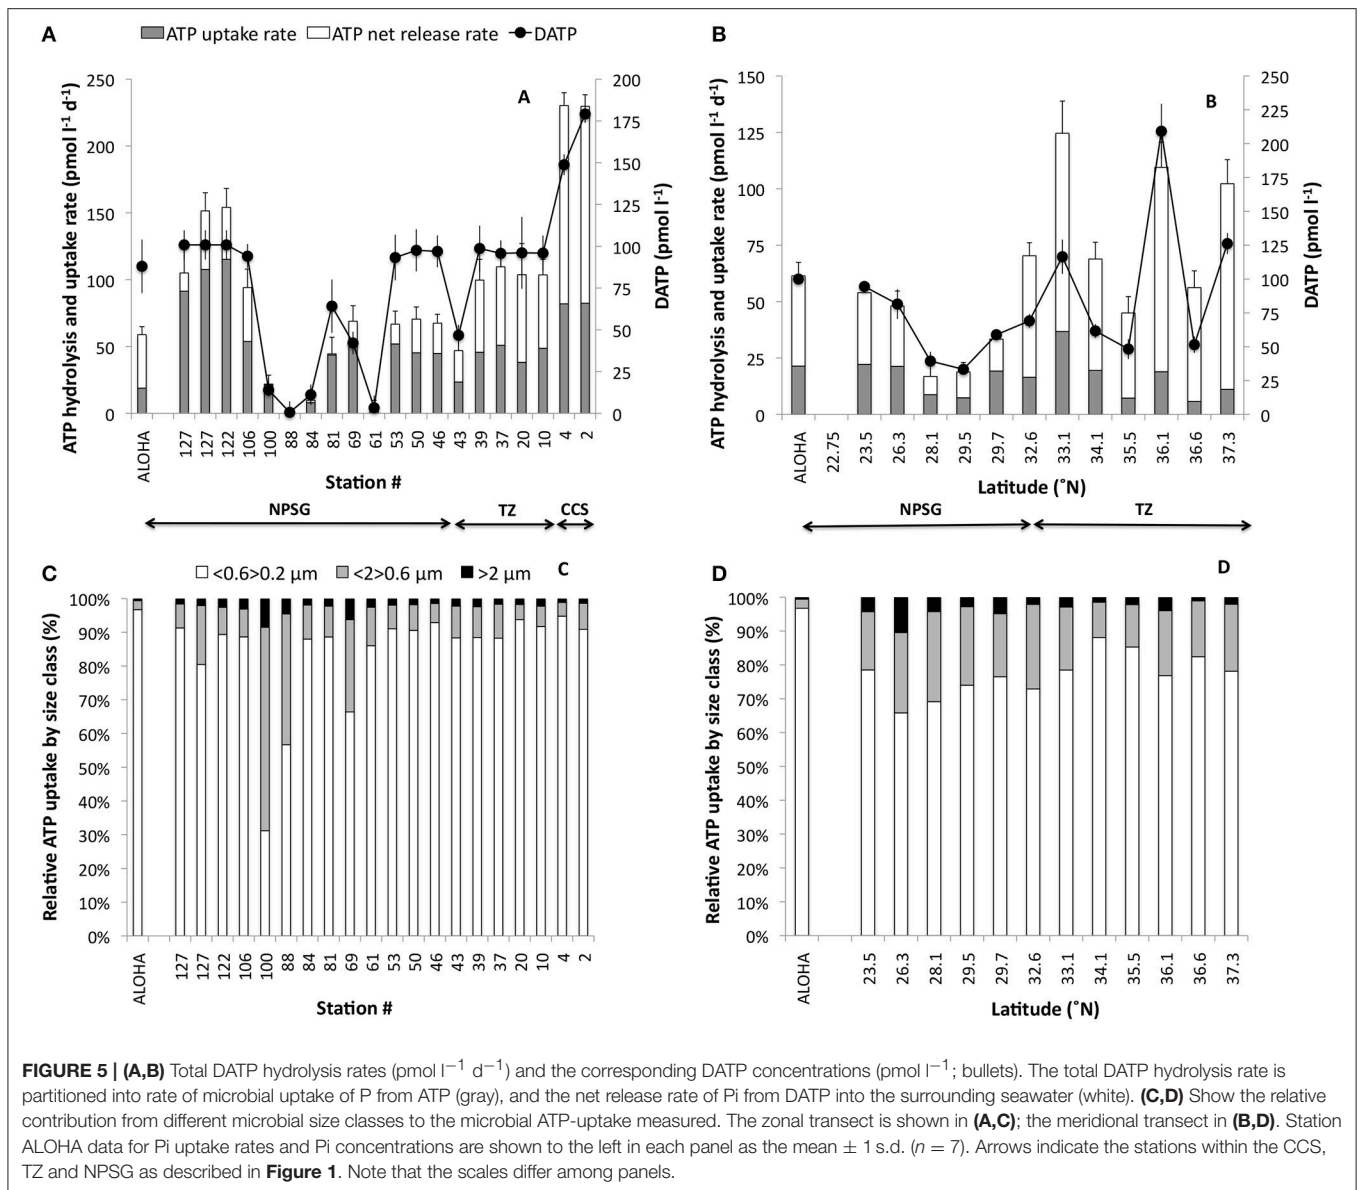 A
ATP uptake rate ATP net release rate DATP
250
200
150
100
50
0
ATP hydrolysis and uptake rate (pmol l-1 d-1)
A
200
175
150
125
100
75
50
25
0
DATP (pmol l-1)
ALOHA 127 127 122 106 100 88 84 81 69 61 53 50 46 43 39 37 20 10 4 2
Station #
NPSG TZ CCS
B
150
125
100
75
50
25
0
ATP hydrolysis and uptake rate (pmol l-1 d-1)
B
250
225
200
175
150
125
100
75
50
25
0
DATP (pmol l-1)
ALOHA 22.75 23.5 26.3 28.1 29.5 29.7 32.6 33.1 34.1 35.5 36.1 36.6 37.3
Latitude (˚N)
NPSG TZ
C
<0.6>0.2 µm <2>0.6 µm >2 µm
C
100%
90%
80%
70%
60%
50%
40%
30%
20%
10%
0%
Relative ATP uptake by size class (%)
ALOHA 127 127 122 106 100 88 84 81 69 61 53 50 46 43 39 37 20 10 4 2
Station #
D
D
100%
90%
80%
70%
60%
50%
40%
30%
20%
10%
0%
Relative ATP uptake by size class (%)
ALOHA 23.5 26.3 28.1 29.5 29.7 32.6 33.1 34.1 35.5 36.1 36.6 37.3
Latitude (˚N)
FIGURE 5 | (A,B) Total DATP hydrolysis rates (pmol l−1 d−1) and the corresponding DATP concentrations (pmol l−1; bullets). The total DATP hydrolysis rate is
partitioned into rate of microbial uptake of P from ATP (gray), and the net release rate of Pi from DATP into the surrounding seawater (white). (C,D) Show the relative
contribution from different microbial size classes to the microbial ATP-uptake measured. The zonal transect is shown in (A,C); the meridional transect in (B,D). Station
ALOHA data for Pi uptake rates and Pi concentrations are shown to the left in each panel as the mean ± 1 s.d. (n = 7). Arrows indicate the stations within the CCS,
TZ and NPSG as described in Figure 1. Note that the scales differ among panels.